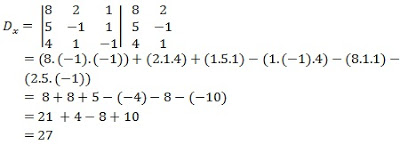 |8 2 1| 8 2
D_x = |5 −1 1| 5 −1
|4 1 −1| 4 1
= (8.(−1).(−1)) + (2.1.4) + (1.5.1) − (1.(−1).4) − (8.1.1) −
(2.5.(−1))
= 8 + 8 + 5 − (−4) − 8 − (−10)
= 21 + 4 − 8 + 10
= 27